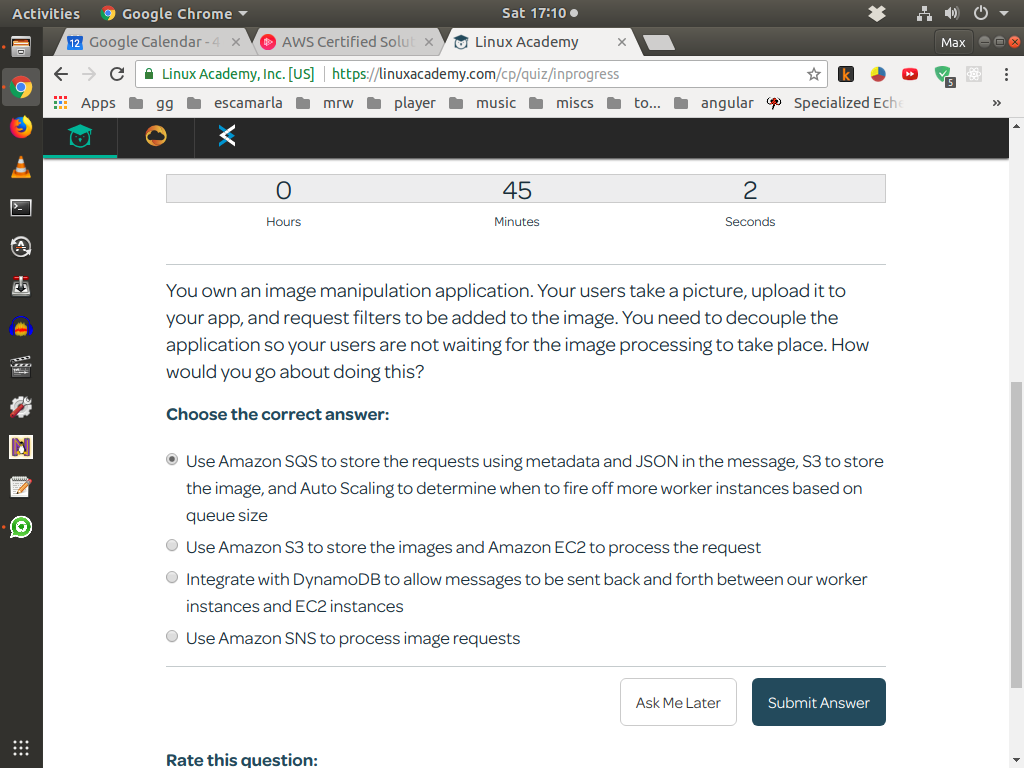 Activities Google Chrome Sat 17:10
Google Calendar - 4 AWS Certified Solut Linux Academy Max
Linux Academy, Inc. [US] https://linuxacademy.com/cp/quiz/inprogress k 5
Apps gg escamarla mrw player music miscs to... angular Specialized Eche »
0 45 2
Hours Minutes Seconds
You own an image manipulation application. Your users take a picture, upload it to
your app, and request filters to be added to the image. You need to decouple the
application so your users are not waiting for the image processing to take place. How
would you go about doing this?
Choose the correct answer:
Use Amazon SQS to store the requests using metadata and JSON in the message, S3 to store
the image, and Auto Scaling to determine when to fire off more worker instances based on
queue size
Use Amazon S3 to store the images and Amazon EC2 to process the request
Integrate with DynamoDB to allow messages to be sent back and forth between our worker
instances and EC2 instances
Use Amazon SNS to process image requests
Ask Me Later Submit Answer
Rate this question: